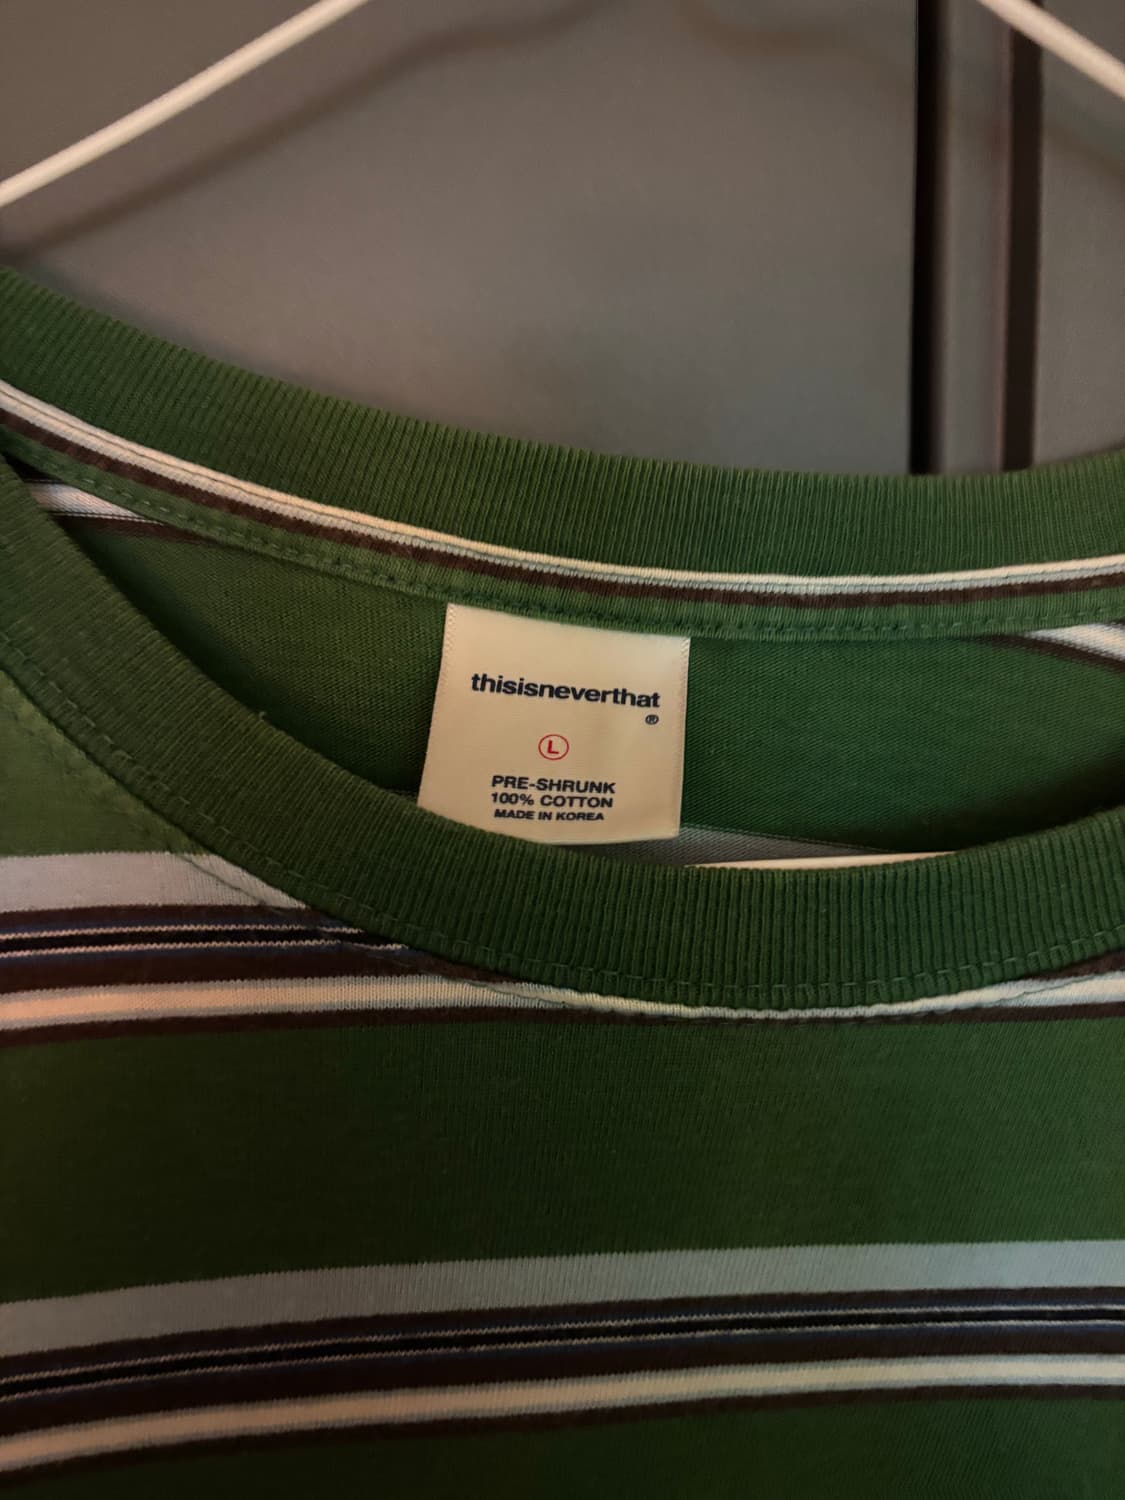 thisisneverthat
®
L
PRE-SHRUNK
100% COTTON
MADE IN KOREA